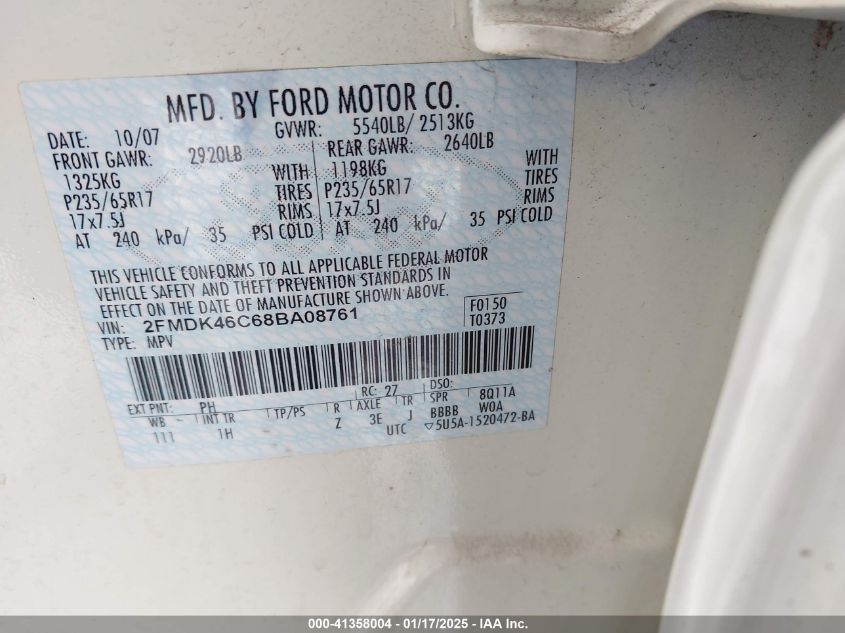 MFD. BY FORD MOTOR CO.
DATE: 10/07 GVWR: 5540LB/ 2513KG
FRONT GAWR: 2920LB REAR GAWR: 2640LB
1325KG WITH 1198KG WITH
P235/65R17 TIRES P235/65R17 TIRES
17x7.5J RIMS 17x7.5J RIMS
AT 240 kPa/ 35 PSI COLD AT 240 kPa/ 35 PSI COLD
THIS VEHICLE CONFORMS TO ALL APPLICABLE FEDERAL MOTOR
VEHICLE SAFETY AND THEFT PREVENTION STANDARDS IN
EFFECT ON THE DATE OF MANUFACTURE SHOWN ABOVE.
VIN: 2FMDK46C68BA08761 F0150
TYPE: MPV T0373
EXT PNT: PH RC: 27 DSO:
WB INT TR TP/PS R AXLE TR SPR 8Q11A
111 1H Z 3E J BBBB WOA
UTC ▽5U5A-1520472-BA
000-41358004 - 01/17/2025 - IAA Inc.